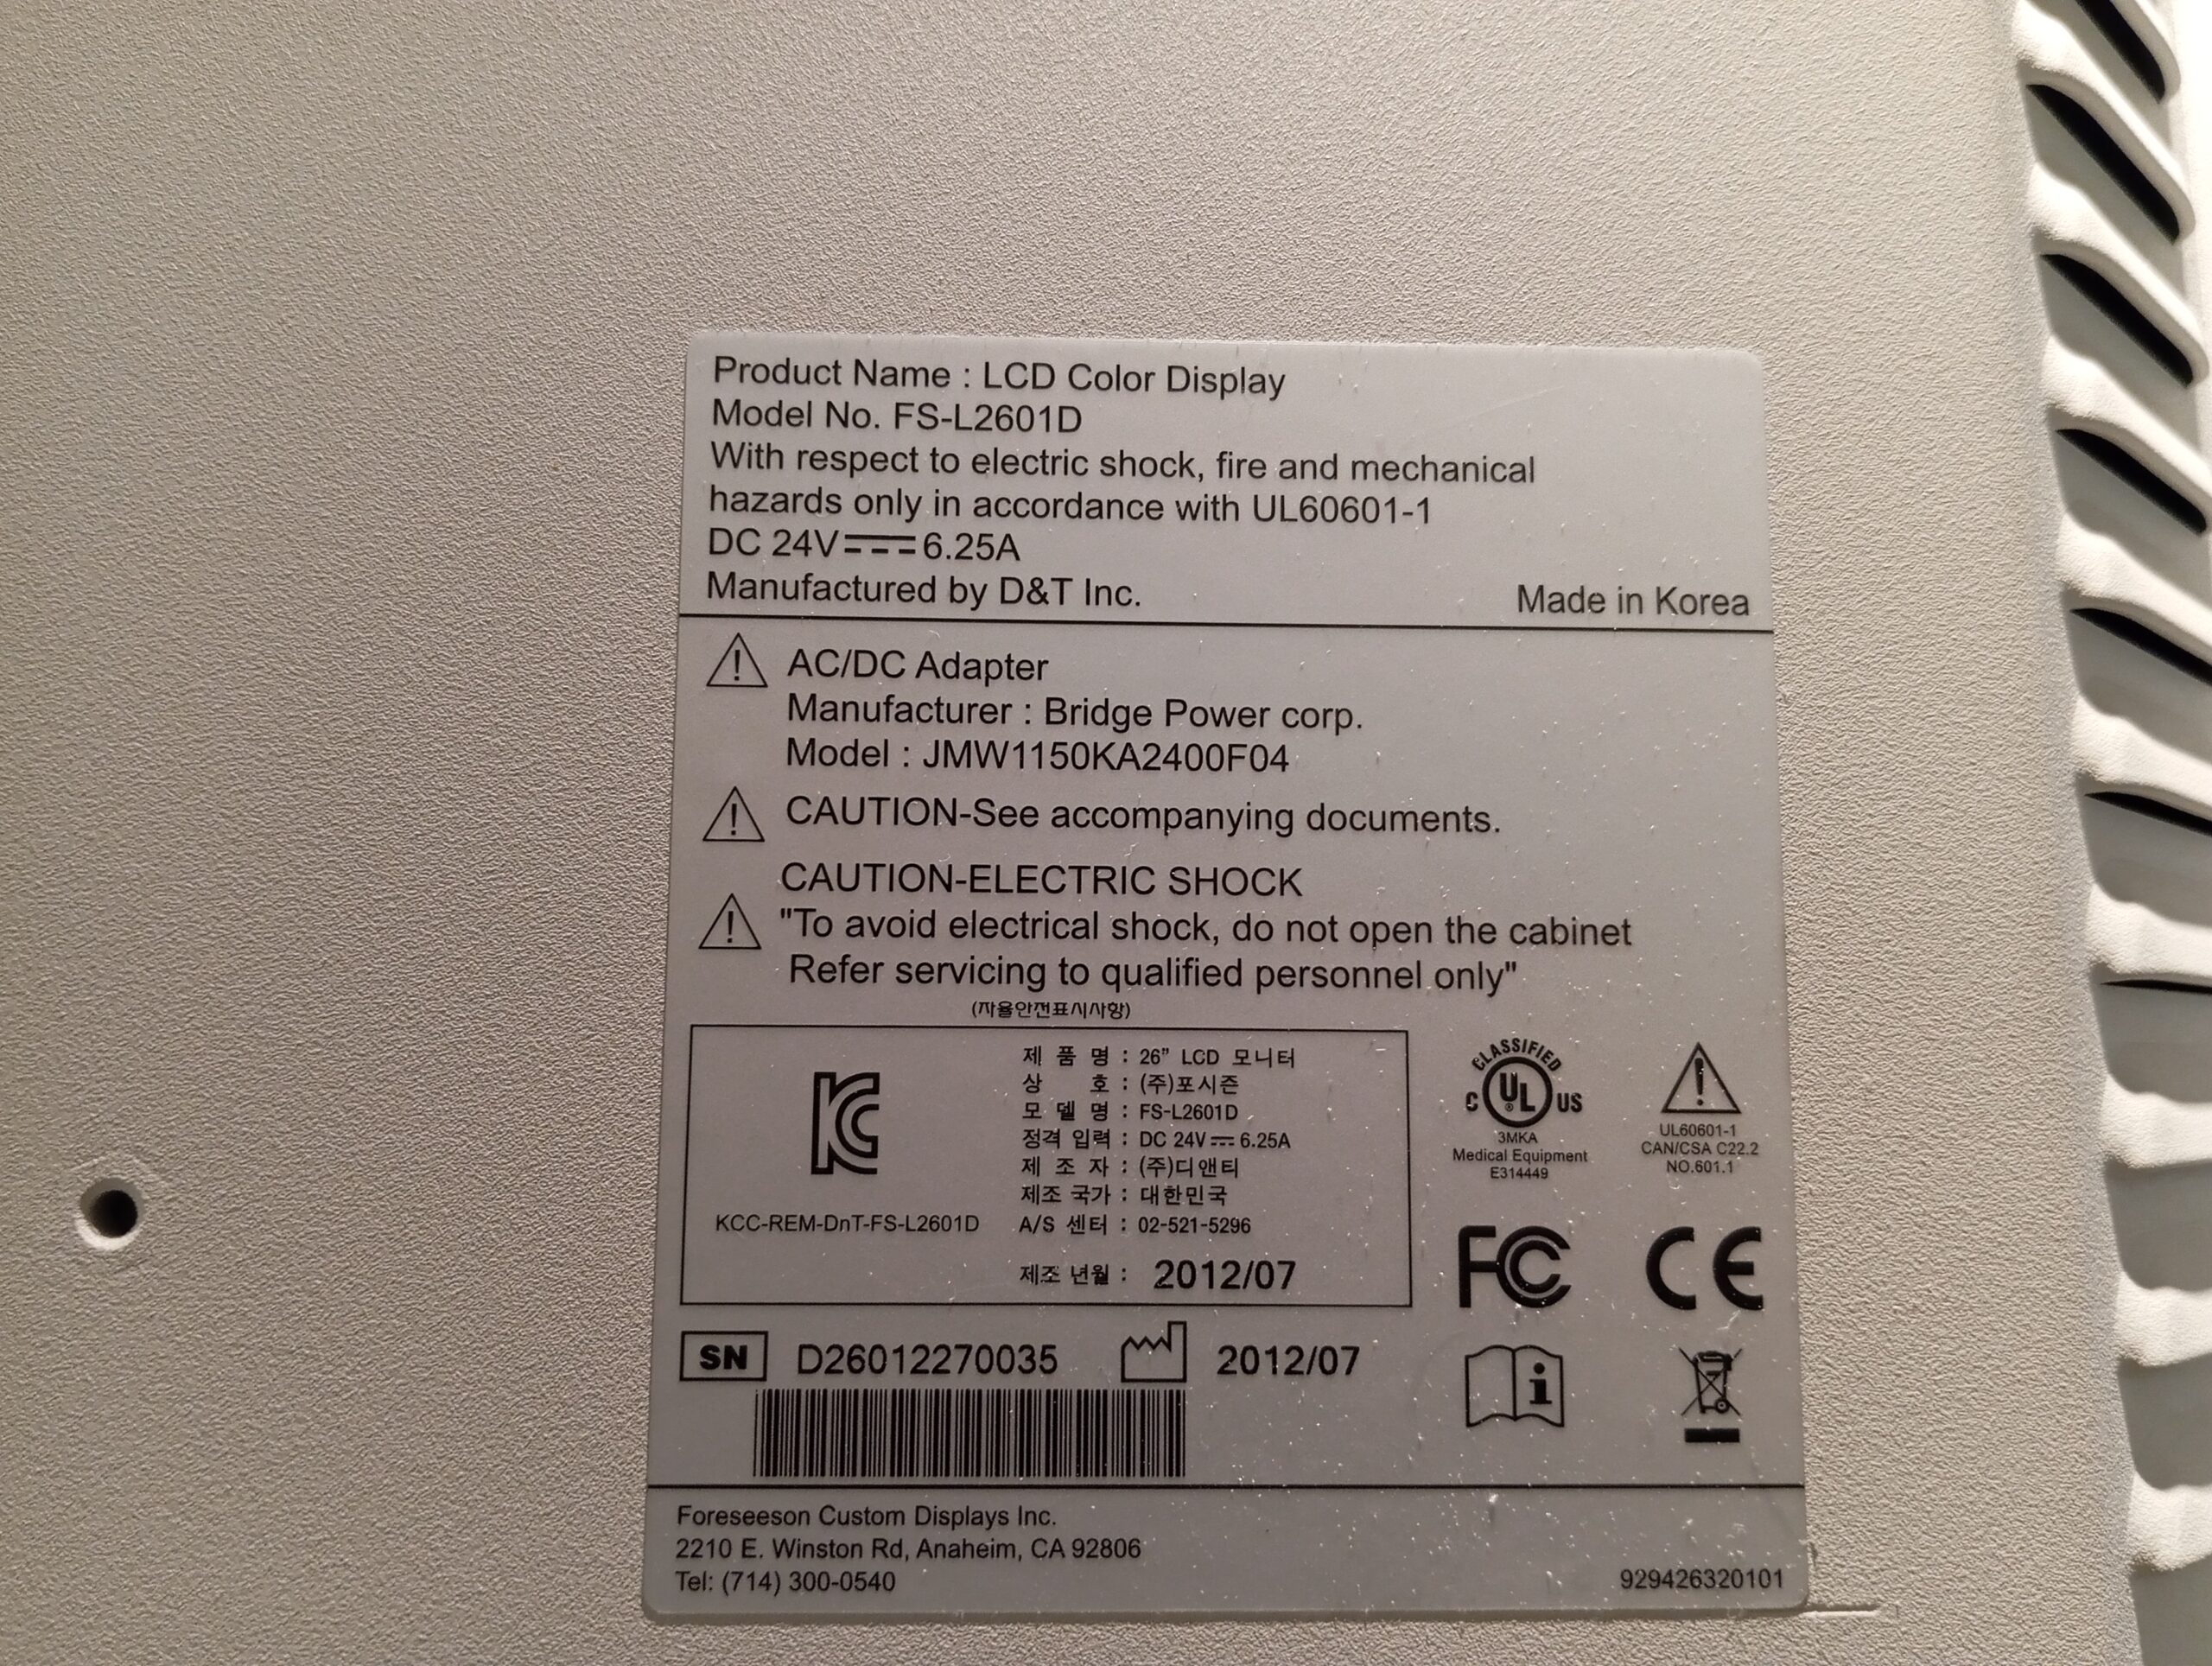 Product Name : LCD Color Display
Model No. FS-L2601D
With respect to electric shock, fire and mechanical
hazards only in accordance with UL60601-1
DC 24V⎓6.25A
Manufactured by D&T Inc.
Made in Korea
AC/DC Adapter
Manufacturer : Bridge Power corp.
Model : JMW1150KA2400F04
CAUTION-See accompanying documents.
CAUTION-ELECTRIC SHOCK
"To avoid electrical shock, do not open the cabinet
Refer servicing to qualified personnel only"
(자율안전표시사항)
KC
KCC-REM-DnT-FS-L2601D
제 품 명 : 26" LCD 모니터
상 호 : (주)포시즌
모 델 명 : FS-L2601D
정격 입력 : DC 24V⎓6.25A
제 조 자 : (주)디앤티
제조 국가 : 대한민국
A/S 센터 : 02-521-5296
제조 년월 : 2012/07
CLASSIFIED
C UL US
®
3MKA
Medical Equipment
E314449
UL60601-1
CAN/CSA C22.2
NO.601.1
FC CE
SN D26012270035 2012/07
i
Foreseeson Custom Displays Inc.
2210 E. Winston Rd, Anaheim, CA 92806
Tel: (714) 300-0540
929426320101